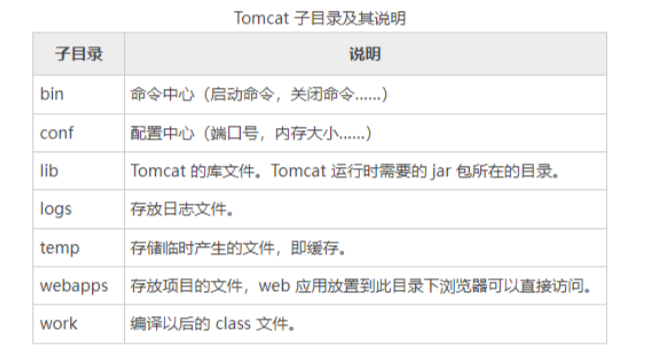 Tomcat 子目录及其说明
子目录 说明
bin 命令中心（启动命令，关闭命令……）
conf 配置中心（端口号，内存大小……）
lib Tomcat 的库文件。Tomcat 运行时需要的 jar 包所在的目录。
logs 存放日志文件。
temp 存储临时产生的文件，即缓存。
webapps 存放项目的文件，web 应用放置到此目录下浏览器可以直接访问。
work 编译以后的 class 文件。